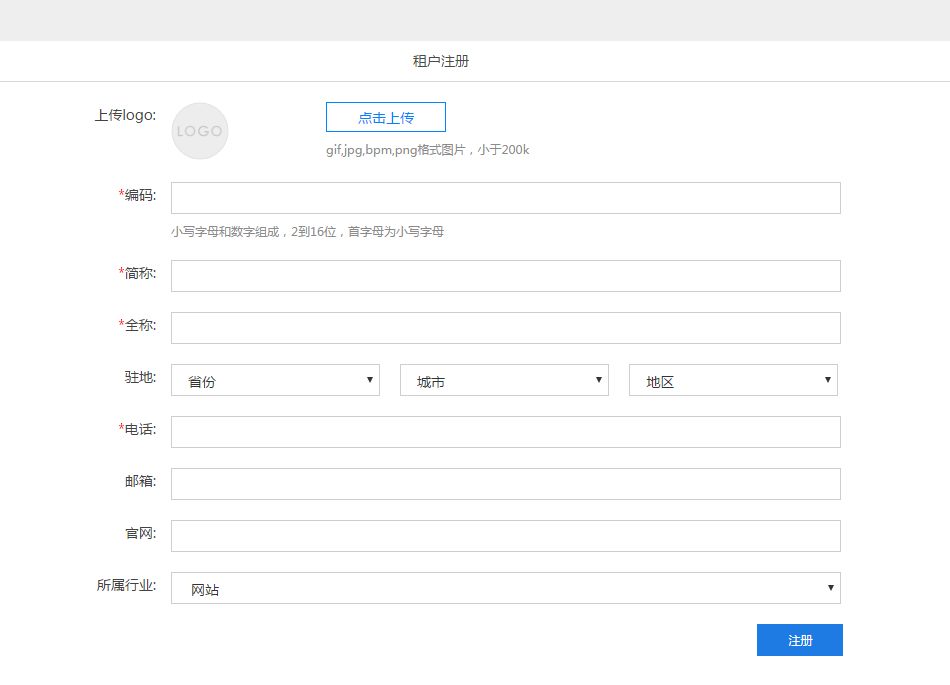 租户注册
上传logo:
LOGO
点击上传
gif,jpg,bpm,png格式图片，小于200k
*编码:
小写字母和数字组成，2到16位，首字母为小写字母
*简称:
*全称:
驻地: 省份 城市 地区
*电话:
邮箱:
官网:
所属行业: 网站
注册